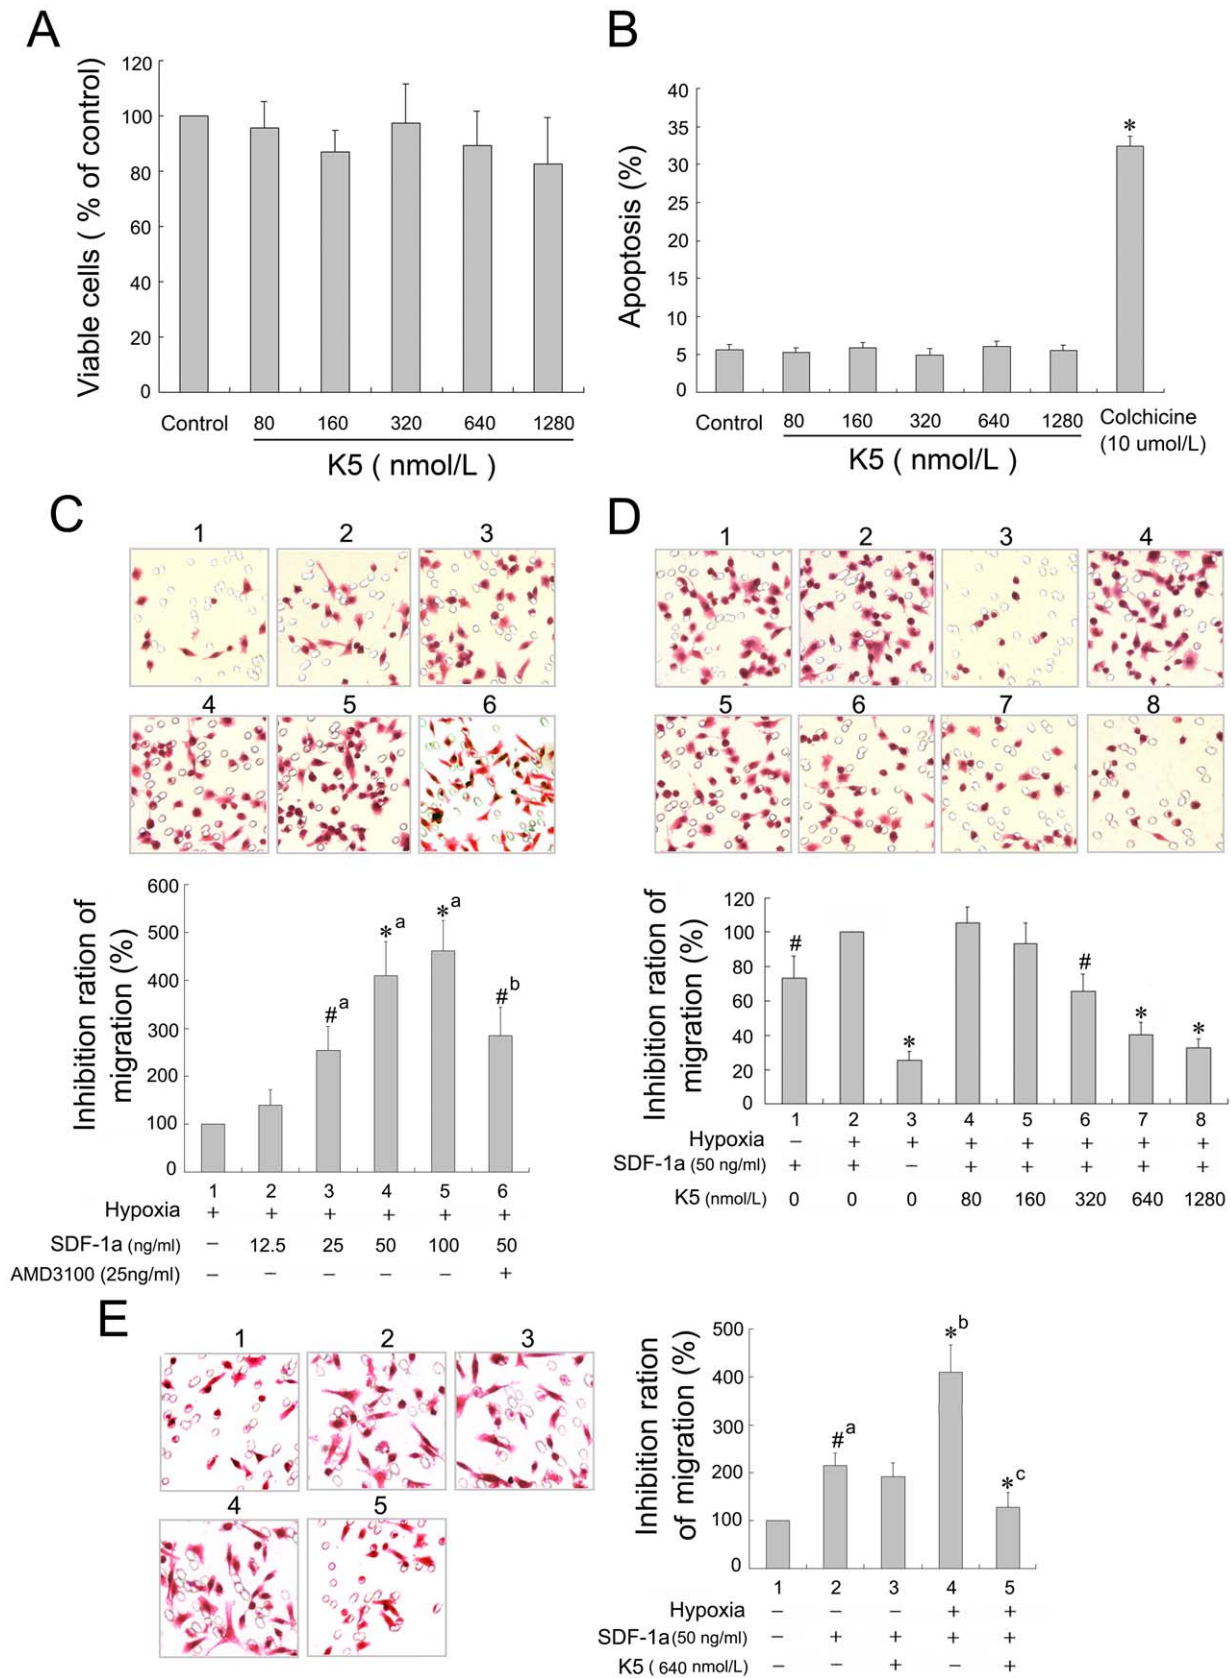 A
Viable cells ( % of control)
120
100
80
60
40
20
0
Control 80 160 320 640 1280
K5 ( nmol/L )
B
Apoptosis (%)
40
35
30
25
20
15
10
5
0
*
Control 80 160 320 640 1280 Colchicine
(10 umol/L)
K5 ( nmol/L )
C
1 2 3
4 5 6
Inhibition ration of
migration (%)
600
500
400
300
200
100
0
#a *a *a #b
1 2 3 4 5 6
Hypoxia + + + + + +
SDF-1a (ng/ml) – 12.5 25 50 100 50
AMD3100 (25ng/ml) – – – – – +
D
1 2 3 4
5 6 7 8
Inhibition ration of
migration (%)
120
100
80
60
40
20
0
# * # * *
1 2 3 4 5 6 7 8
Hypoxia – + + + + + + +
SDF-1a (50 ng/ml) + + – + + + + +
K5 (nmol/L) 0 0 0 80 160 320 640 1280
E
1 2 3
4 5
Inhibition ration
of migration (%)
500
400
300
200
100
0
#a *b *c
1 2 3 4 5
Hypoxia – – – + +
SDF-1a (50 ng/ml) – + + + +
K5 ( 640 nmol/L) – – + – +